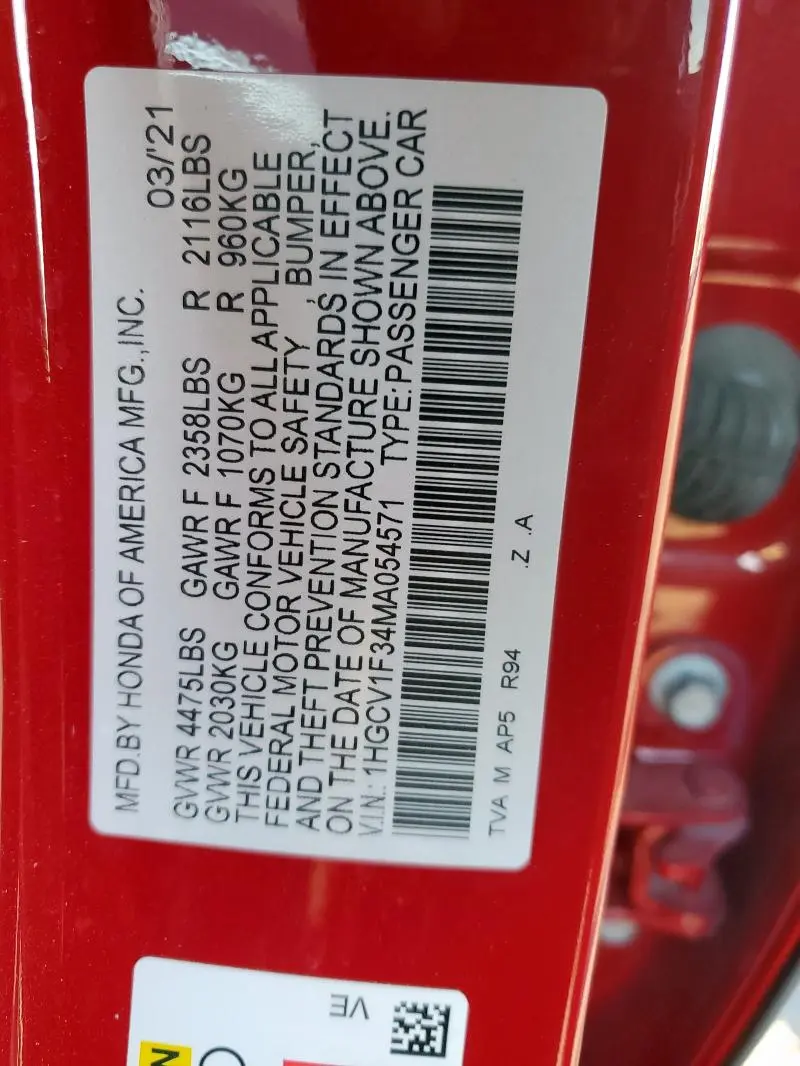 MFD.BY HONDA OF AMERICA MFG.,INC. 03/'21
GVWR 4475LBS GAWR F 2358LBS R 2116LBS
GVWR 2030KG GAWR F 1070KG R 960KG
THIS VEHICLE CONFORMS TO ALL APPLICABLE
FEDERAL MOTOR VEHICLE SAFETY , BUMPER,
AND THEFT PREVENTION STANDARDS IN EFFECT
ON THE DATE OF MANUFACTURE SHOWN ABOVE.
V.I.N.: 1HGCV1F34MA054571 TYPE:PASSENGER CAR
TVA M AP5 R94 .Z .A
VE